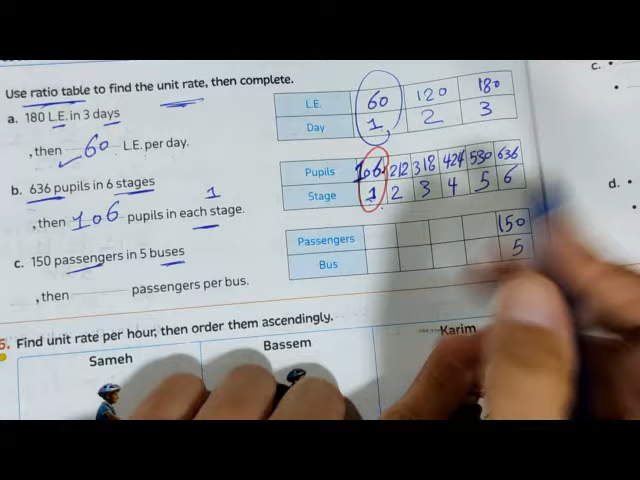 Use ratio table to find the unit rate, then complete.
a. 180 L.E. in 3 days
, then 60 L.E. per day.
L.E. 60 120 180
Day 1 2 3
b. 636 pupils in 6 stages
1
, then 106 pupils in each stage.
Pupils 106 212 318 424 530 636
Stage 1 2 3 4 5 6
c. 150 passengers in 5 buses
, then passengers per bus.
Passengers 150
Bus 5
5. Find unit rate per hour, then order them ascendingly.
Sameh Bassem Karim
c.
d.